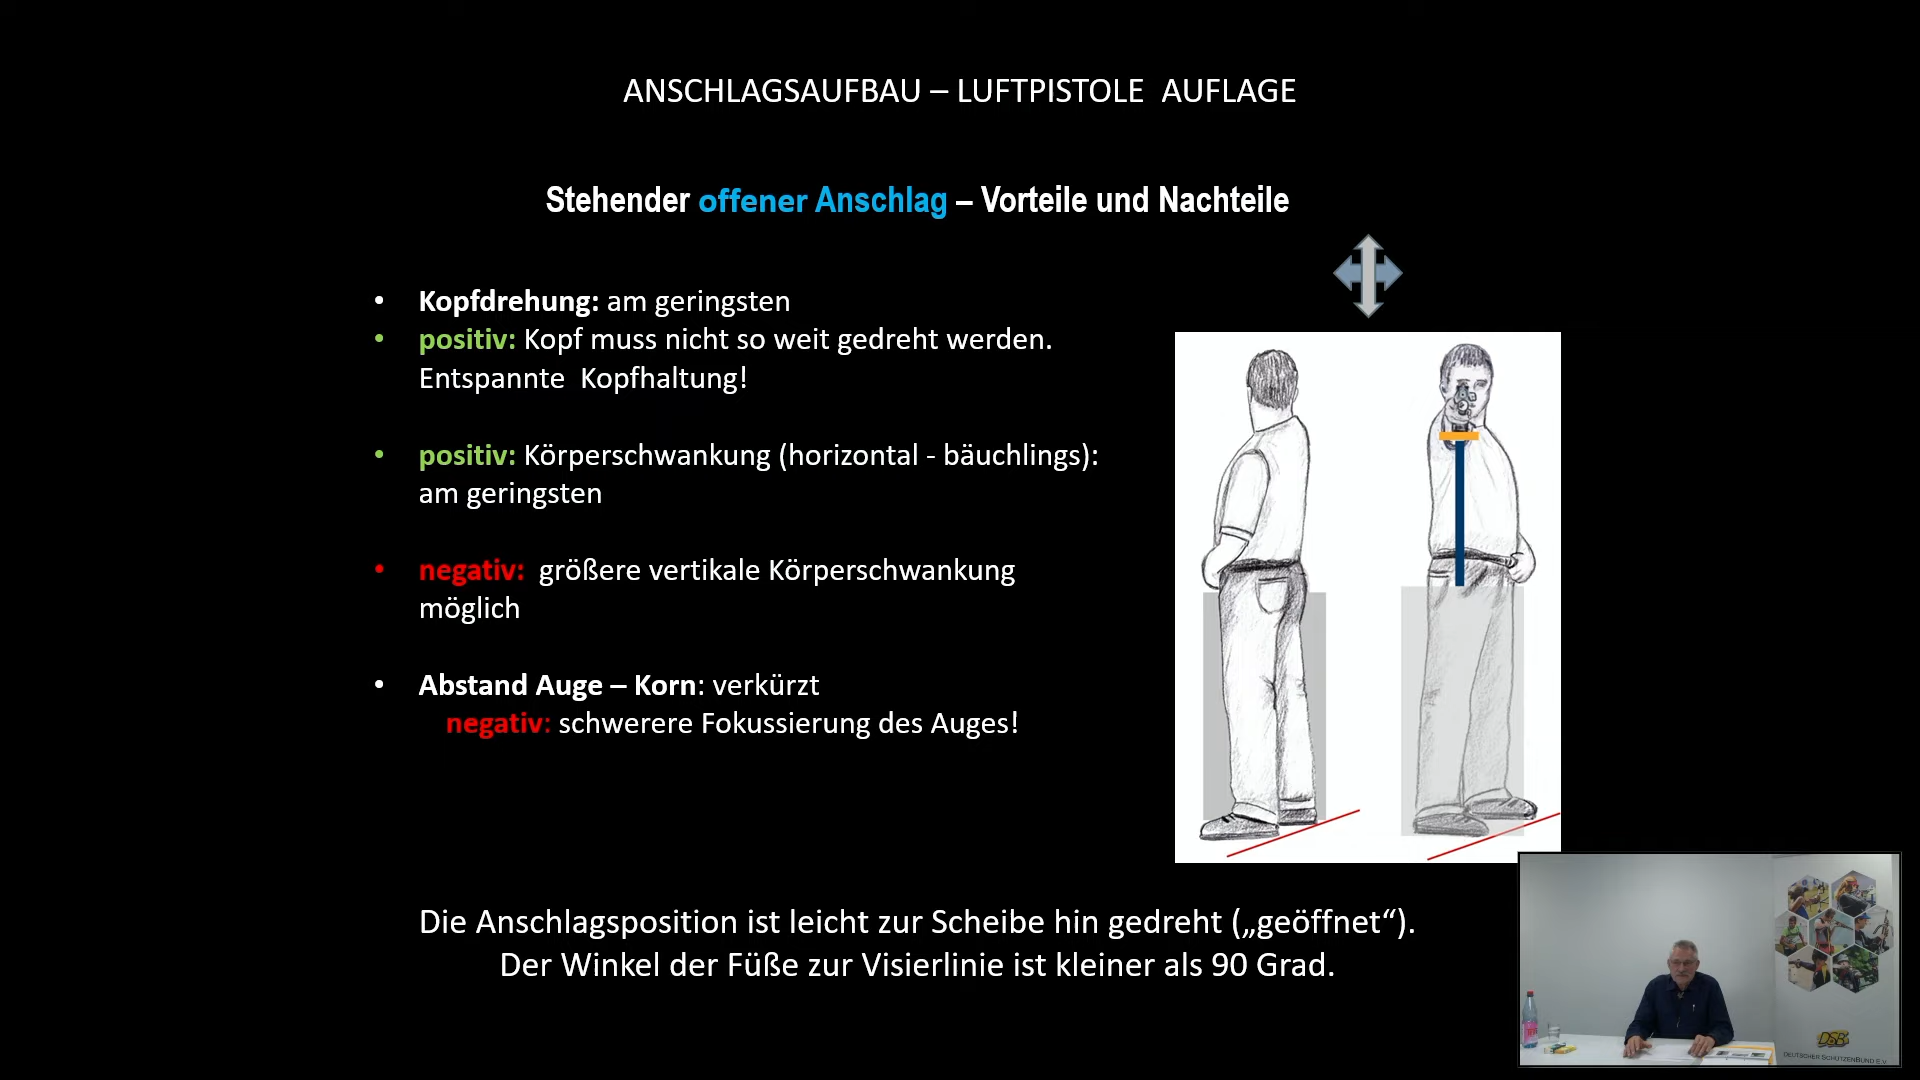 ANSCHLAGSAUFBAU – LUFTPISTOLE AUFLAGE
Stehender offener Anschlag – Vorteile und Nachteile
• Kopfdrehung: am geringsten
• positiv: Kopf muss nicht so weit gedreht werden.
Entspannte Kopfhaltung!
• positiv: Körperschwankung (horizontal - bäuchlings):
am geringsten
• negativ: größere vertikale Körperschwankung
möglich
• Abstand Auge – Korn: verkürzt
negativ: schwerere Fokussierung des Auges!
Die Anschlagsposition ist leicht zur Scheibe hin gedreht („geöffnet“).
Der Winkel der Füße zur Visierlinie ist kleiner als 90 Grad.
DSB
DEUTSCHER SCHÜTZENBUND E.V.